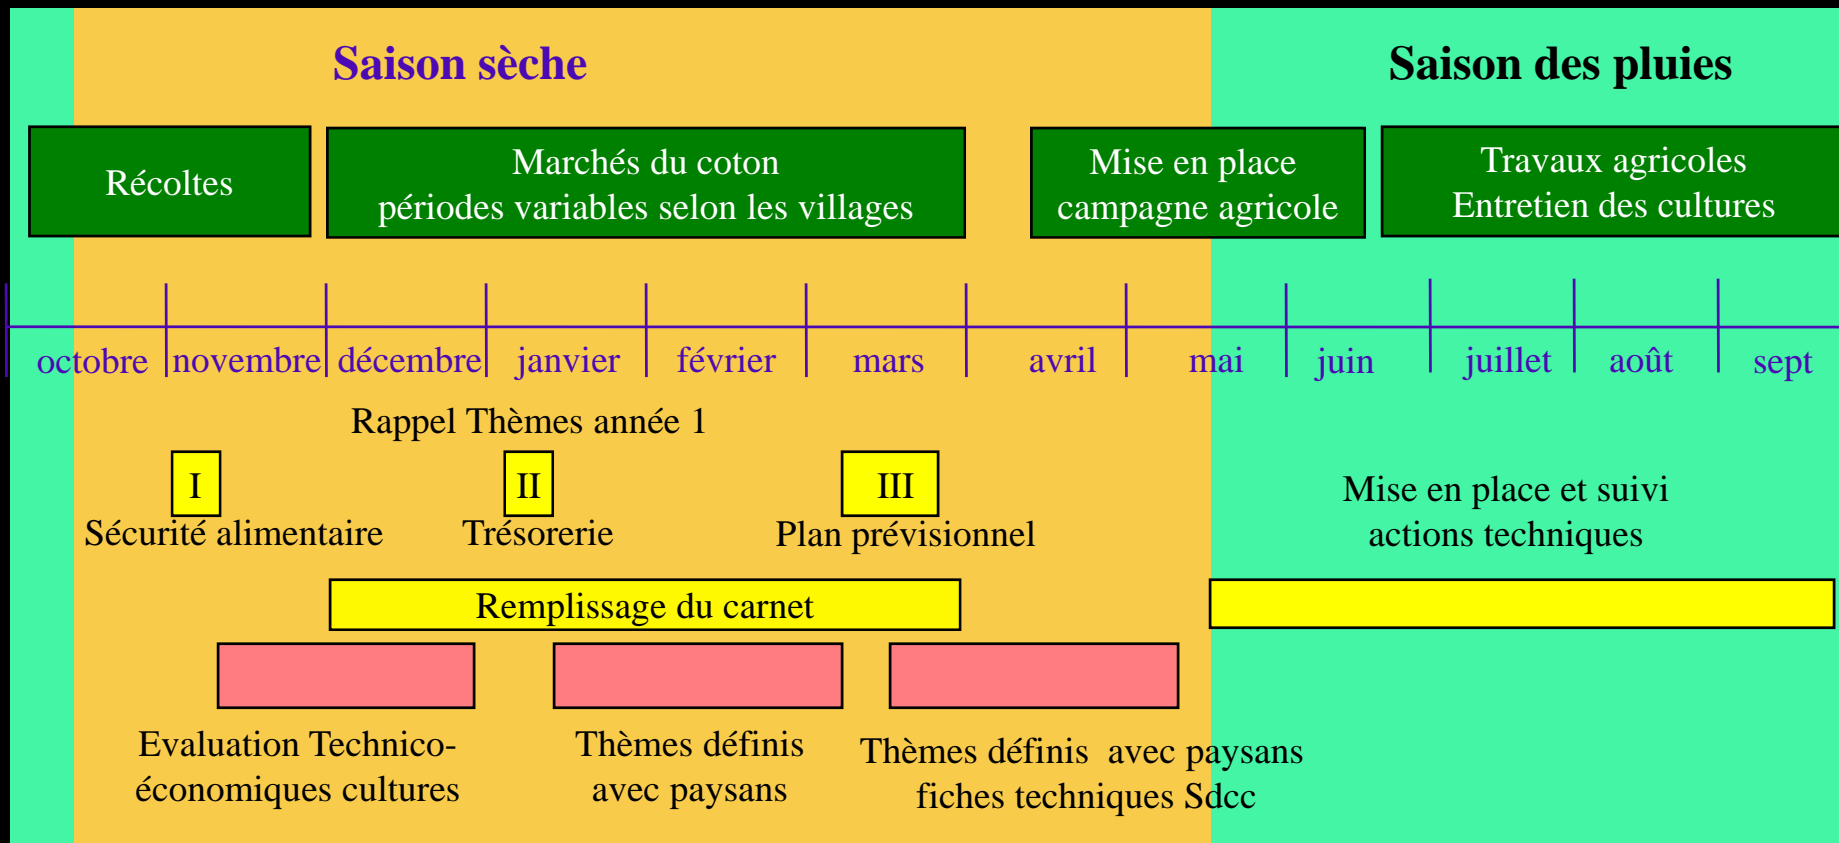 Saison sèche
Saison des pluies
Récoltes
Marchés du coton
périodes variables selon les villages
Mise en place
campagne agricole
Travaux agricoles
Entretien des cultures
octobre novembre décembre janvier février mars avril mai juin juillet août sept
Rappel Thèmes année 1
I
II
III
Sécurité alimentaire
Trésorerie
Plan prévisionnel
Mise en place et suivi
actions techniques
Remplissage du carnet
Evaluation Technico-
économiques cultures
Thèmes définis
avec paysans
Thèmes définis avec paysans
fiches techniques Sdcc